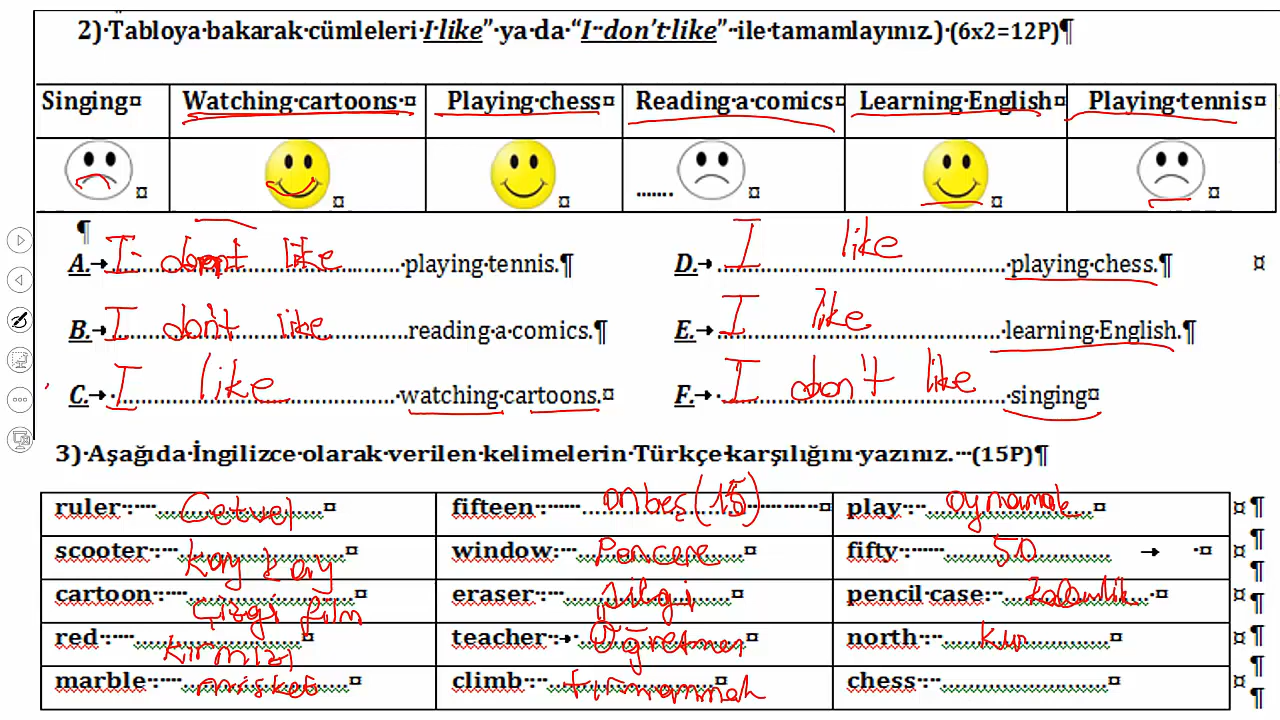 2) Tabloya bakarak cümleleri I like” ya da “I don’t like” ile tamamlayınız.) (6x2=12P)¶
Singing¤ Watching cartoons ¤ Playing chess¤ Reading a comics¤ Learning English¤ Playing tennis¤
¤ ¤ ¤ …….¤ ¤ ¤
¶
A.→ I don't like playing tennis.¶ D.→ I like playing chess.¶ ¤
B.→ I don't like reading a comics.¶ E.→ I like learning English.¶
C.→ I like watching cartoons.¤ F.→ I don't like singing¤
3) Aşağıda İngilizce olarak verilen kelimelerin Türkçe karşılığını yazınız. (15P)¶
ruler: Cetvel ¤ fifteen: onbeş (15) ¤ play: oynamak ¤ ¤ ¶
scooter: kaykay ¤ window: Pencere ¤ fifty: 50 → ¤ ¤ ¶
cartoon: çizgi film ¤ eraser: Silgi ¤ pencil case: kalemlik ¤ ¤ ¶
red: kırmızı ¤ teacher: → Öğretmen ¤ north: ¤ ¤ ¶
marble: misket ¤ climb: tırmanmak ¤ chess: ¤ ¤ ¶